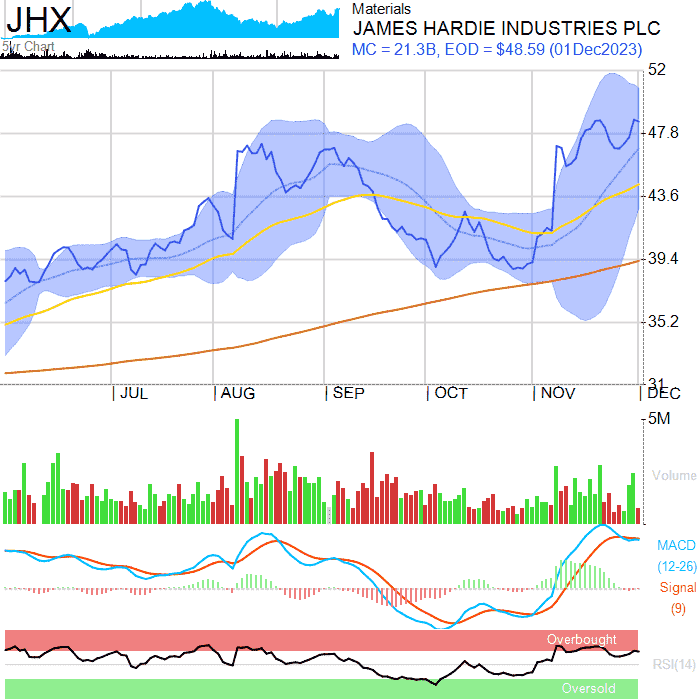 JHX
5yr Chart
Materials
JAMES HARDIE INDUSTRIES PLC
MC = 21.3B, EOD = $48.59 (01Dec2023)
52
47.8
43.6
39.4
35.2
31
JUL AUG SEP OCT NOV DEC
5M
Volume
MACD
(12-26)
Signal
(9)
Overbought
RSI(14)
Oversold